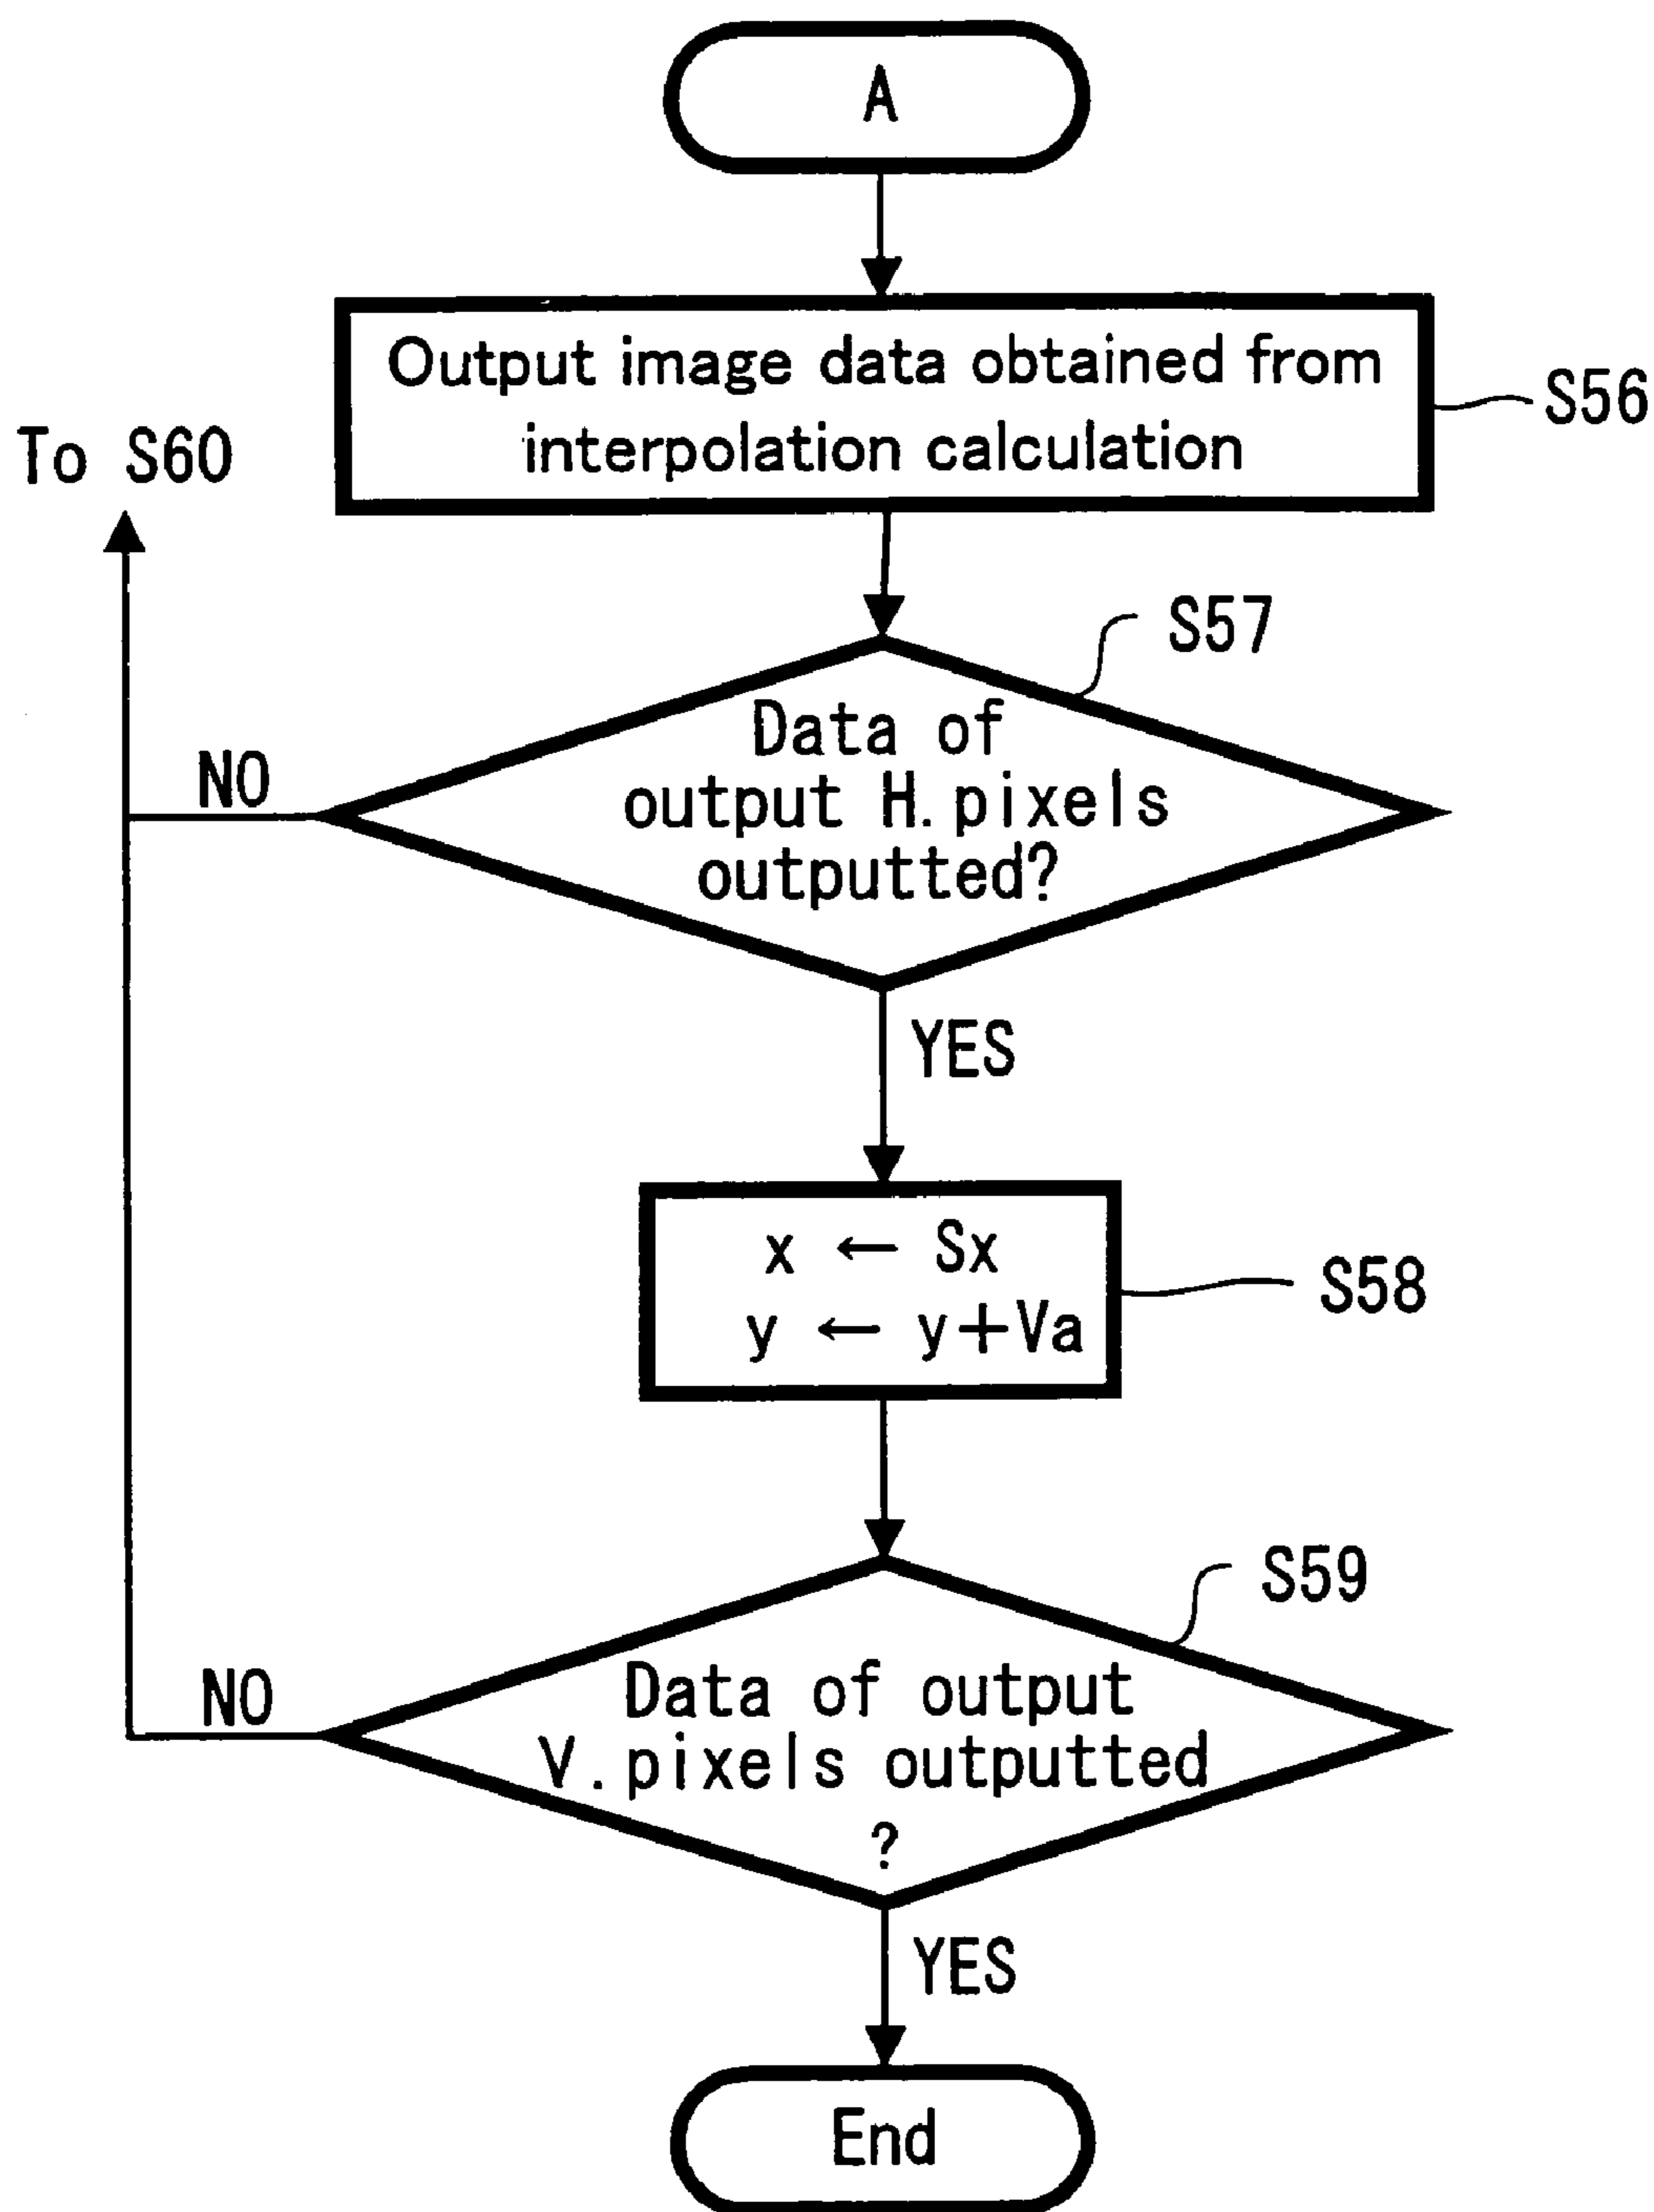 A
Output image data obtained from
interpolation calculation
S56
To S60
S57
Data of
output H.pixels
outputted?
NO
YES
x ← Sx
y ← y+Va
S58
S59
Data of output
V.pixels outputted
?
NO
YES
End